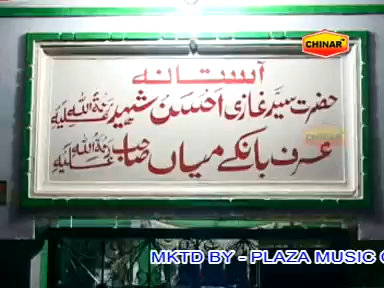 CHINAR
آستانہ
حضرت سید غازی احسن شہید رحمۃ اللہ علیہ
CHINAR
عرف بانکے میاں صاحب رحمۃ اللہ علیہ
MKTD BY - PLAZA MUSIC